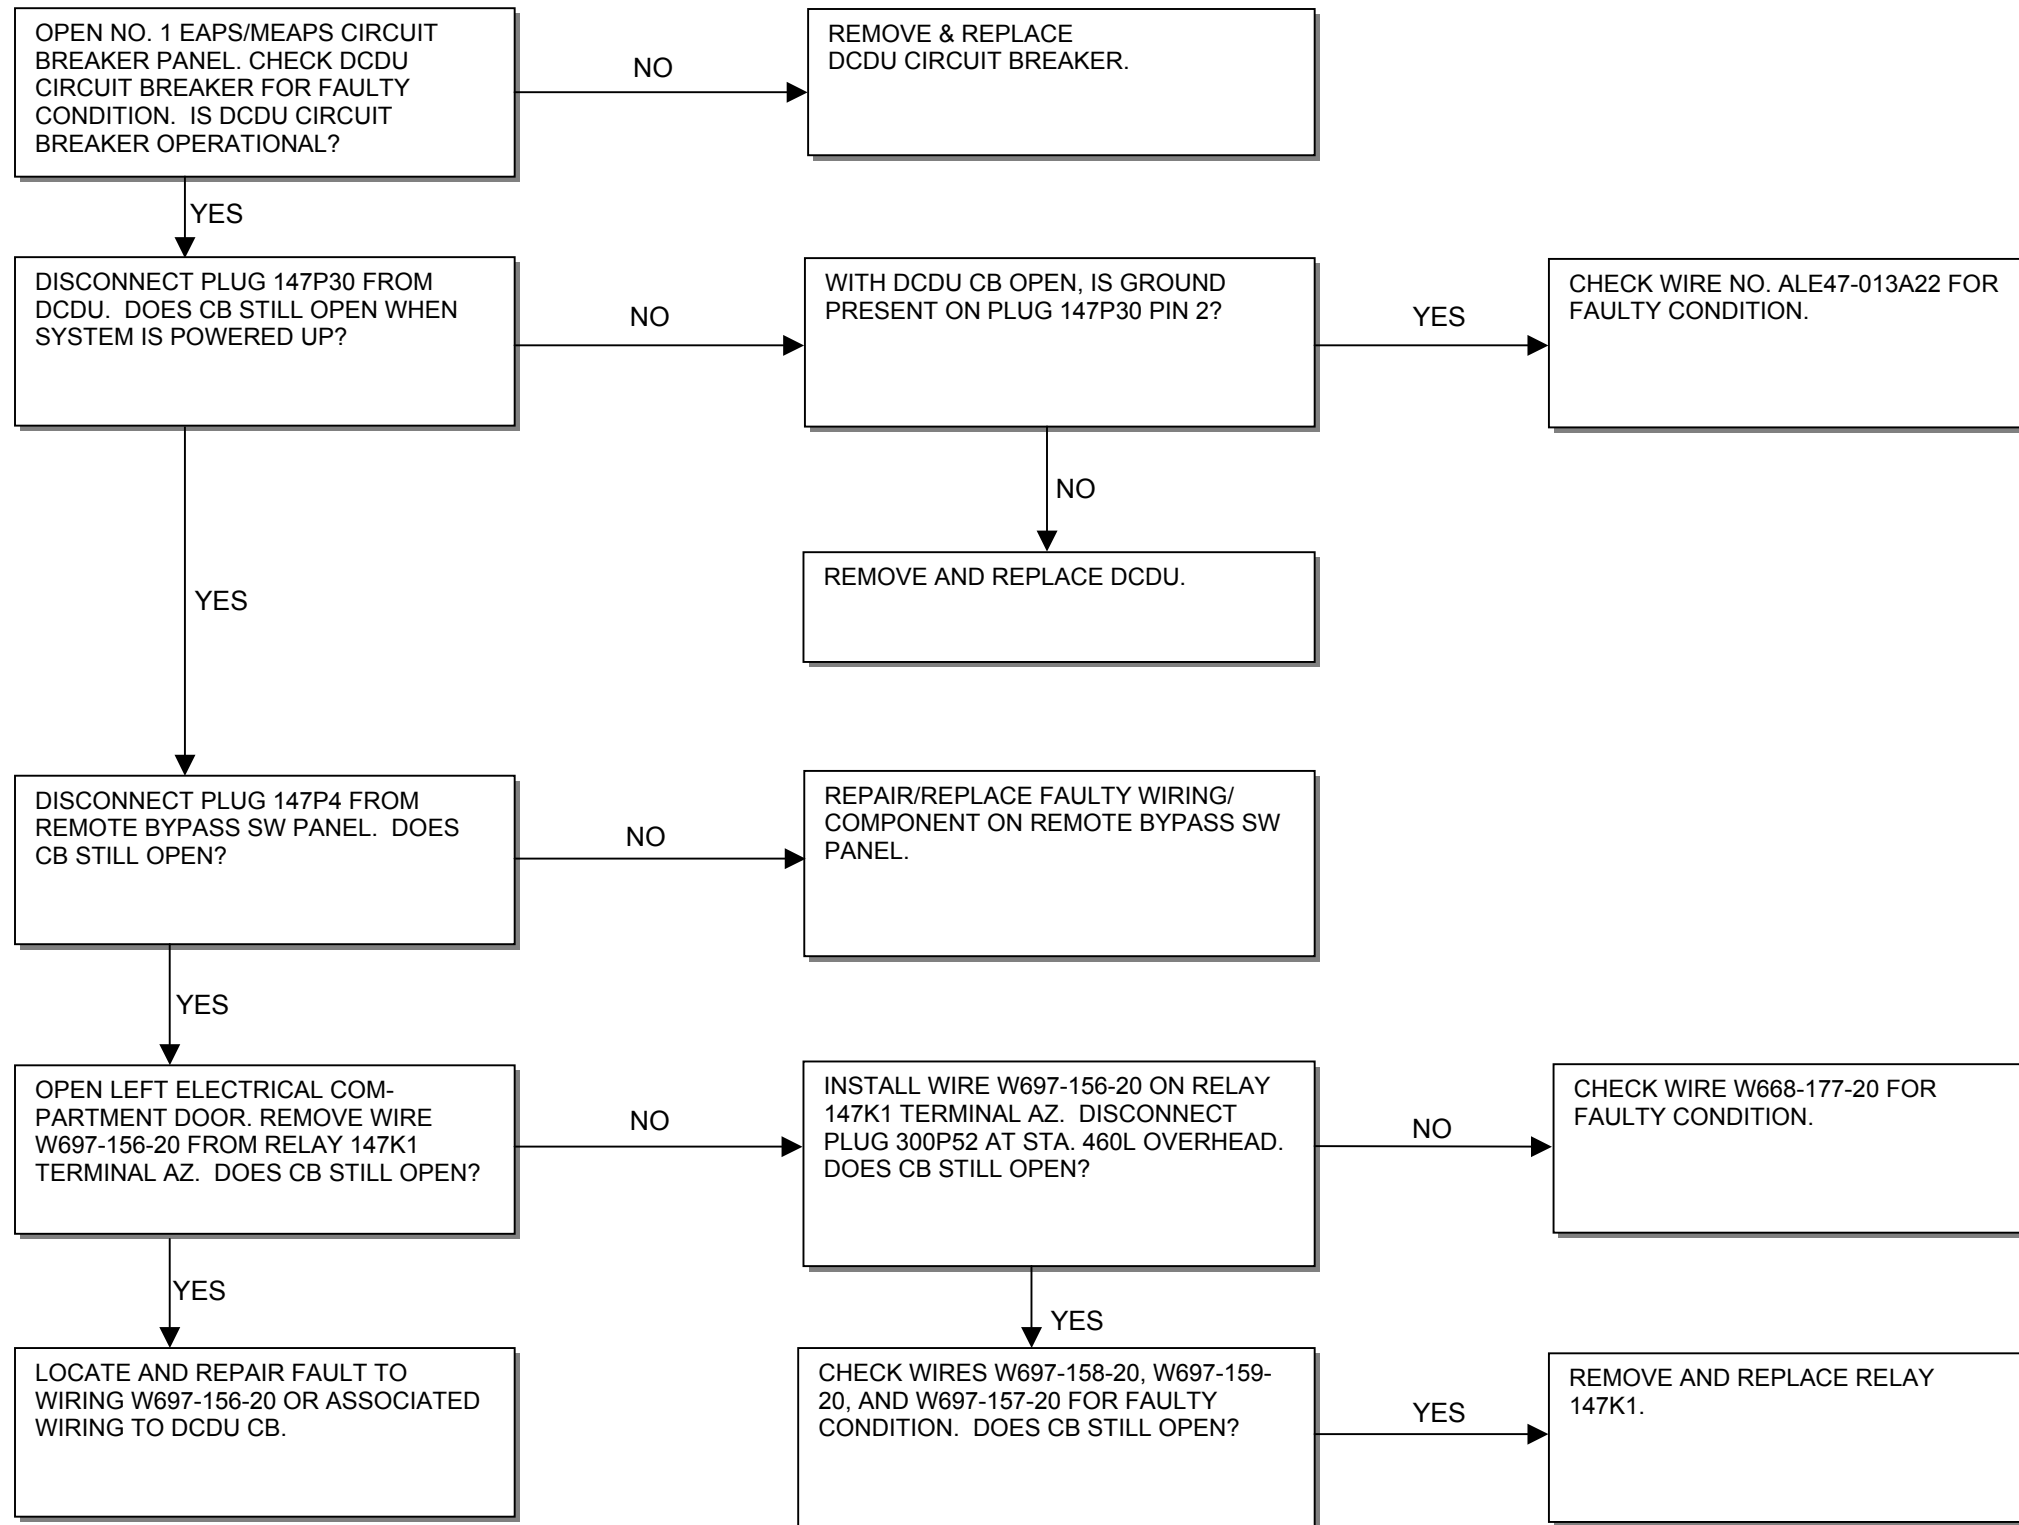 OPEN NO. 1 EAPS/MEAPS CIRCUIT
BREAKER PANEL. CHECK DCDU
CIRCUIT BREAKER FOR FAULTY
CONDITION.  IS DCDU CIRCUIT
BREAKER OPERATIONAL?
NO
REMOVE & REPLACE
DCDU CIRCUIT BREAKER.
YES
DISCONNECT PLUG 147P30 FROM
DCDU.  DOES CB STILL OPEN WHEN
SYSTEM IS POWERED UP?
NO
WITH DCDU CB OPEN, IS GROUND
PRESENT ON PLUG 147P30 PIN 2?
YES
CHECK WIRE NO. ALE47-013A22 FOR
FAULTY CONDITION.
NO
REMOVE AND REPLACE DCDU.
YES
DISCONNECT PLUG 147P4 FROM
REMOTE BYPASS SW PANEL.  DOES
CB STILL OPEN?
NO
REPAIR/REPLACE FAULTY WIRING/
COMPONENT ON REMOTE BYPASS SW
PANEL.
YES
OPEN LEFT ELECTRICAL COM-
PARTMENT DOOR. REMOVE WIRE
W697-156-20 FROM RELAY 147K1
TERMINAL AZ.  DOES CB STILL OPEN?
NO
INSTALL WIRE W697-156-20 ON RELAY
147K1 TERMINAL AZ.  DISCONNECT
PLUG 300P52 AT STA. 460L OVERHEAD.
DOES CB STILL OPEN?
NO
CHECK WIRE W668-177-20 FOR
FAULTY CONDITION.
YES
YES
LOCATE AND REPAIR FAULT TO
WIRING W697-156-20 OR ASSOCIATED
WIRING TO DCDU CB.
CHECK WIRES W697-158-20, W697-159-
20, AND W697-157-20 FOR FAULTY
CONDITION.  DOES CB STILL OPEN?
YES
REMOVE AND REPLACE RELAY
147K1.